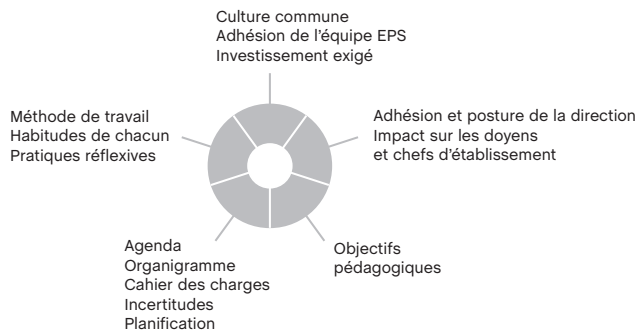 Culture commune
Adhésion de l’équipe EPS
Investissement exigé
Méthode de travail
Habitudes de chacun
Pratiques réflexives
Adhésion et posture de la direction
Impact sur les doyens
et chefs d’établissement
Agenda
Organigramme
Cahier des charges
Incertitudes
Planification
Objectifs
pédagogiques